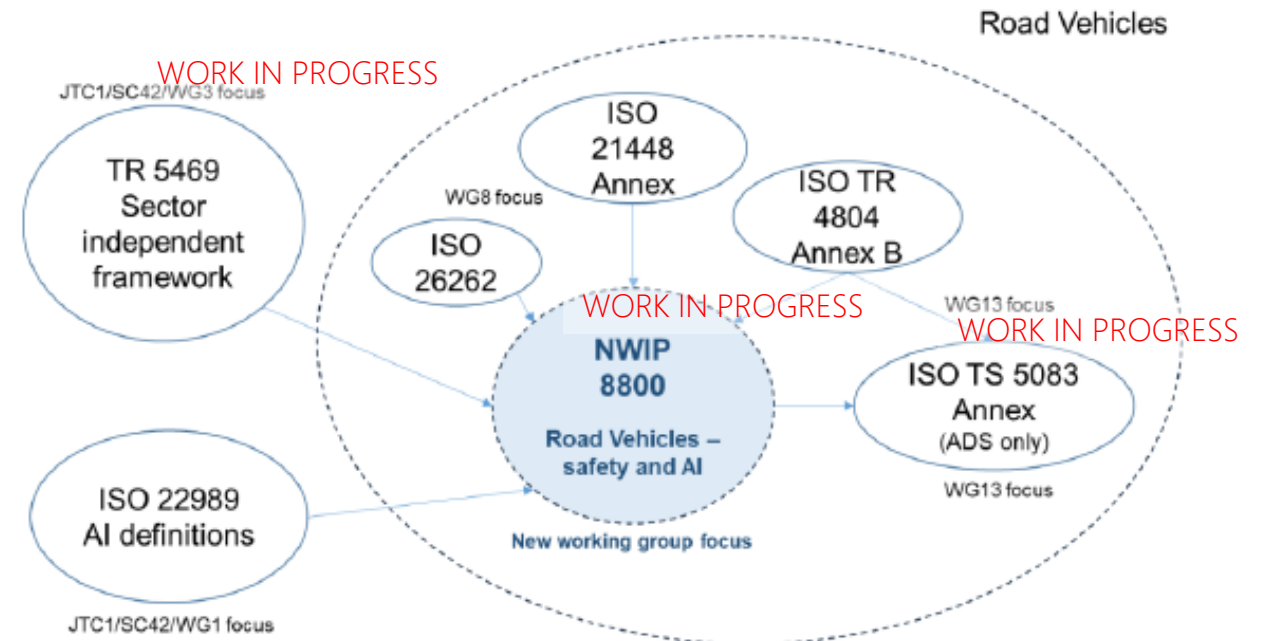 Road Vehicles
WORK IN PROGRESS
JTC1/SC42/WG3 focus
TR 5469
Sector
independent
framework
ISO
21448
Annex
WG8 focus
ISO
26262
ISO TR
4804
Annex B
WORK IN PROGRESS
WG13 focus
WORK IN PROGRESS
NWIP
8800
Road Vehicles –
safety and AI
New working group focus
ISO TS 5083
Annex
(ADS only)
WG13 focus
ISO 22989
AI definitions
JTC1/SC42/WG1 focus